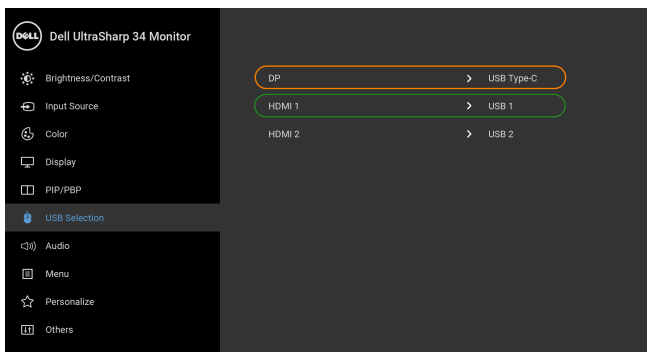 DELL Dell UltraSharp 34 Monitor
Brightness/Contrast
Input Source
Color
Display
PIP/PBP
USB Selection
Audio
Menu
Personalize
Others
DP USB Type-C
HDMI 1 USB 1
HDMI 2 USB 2